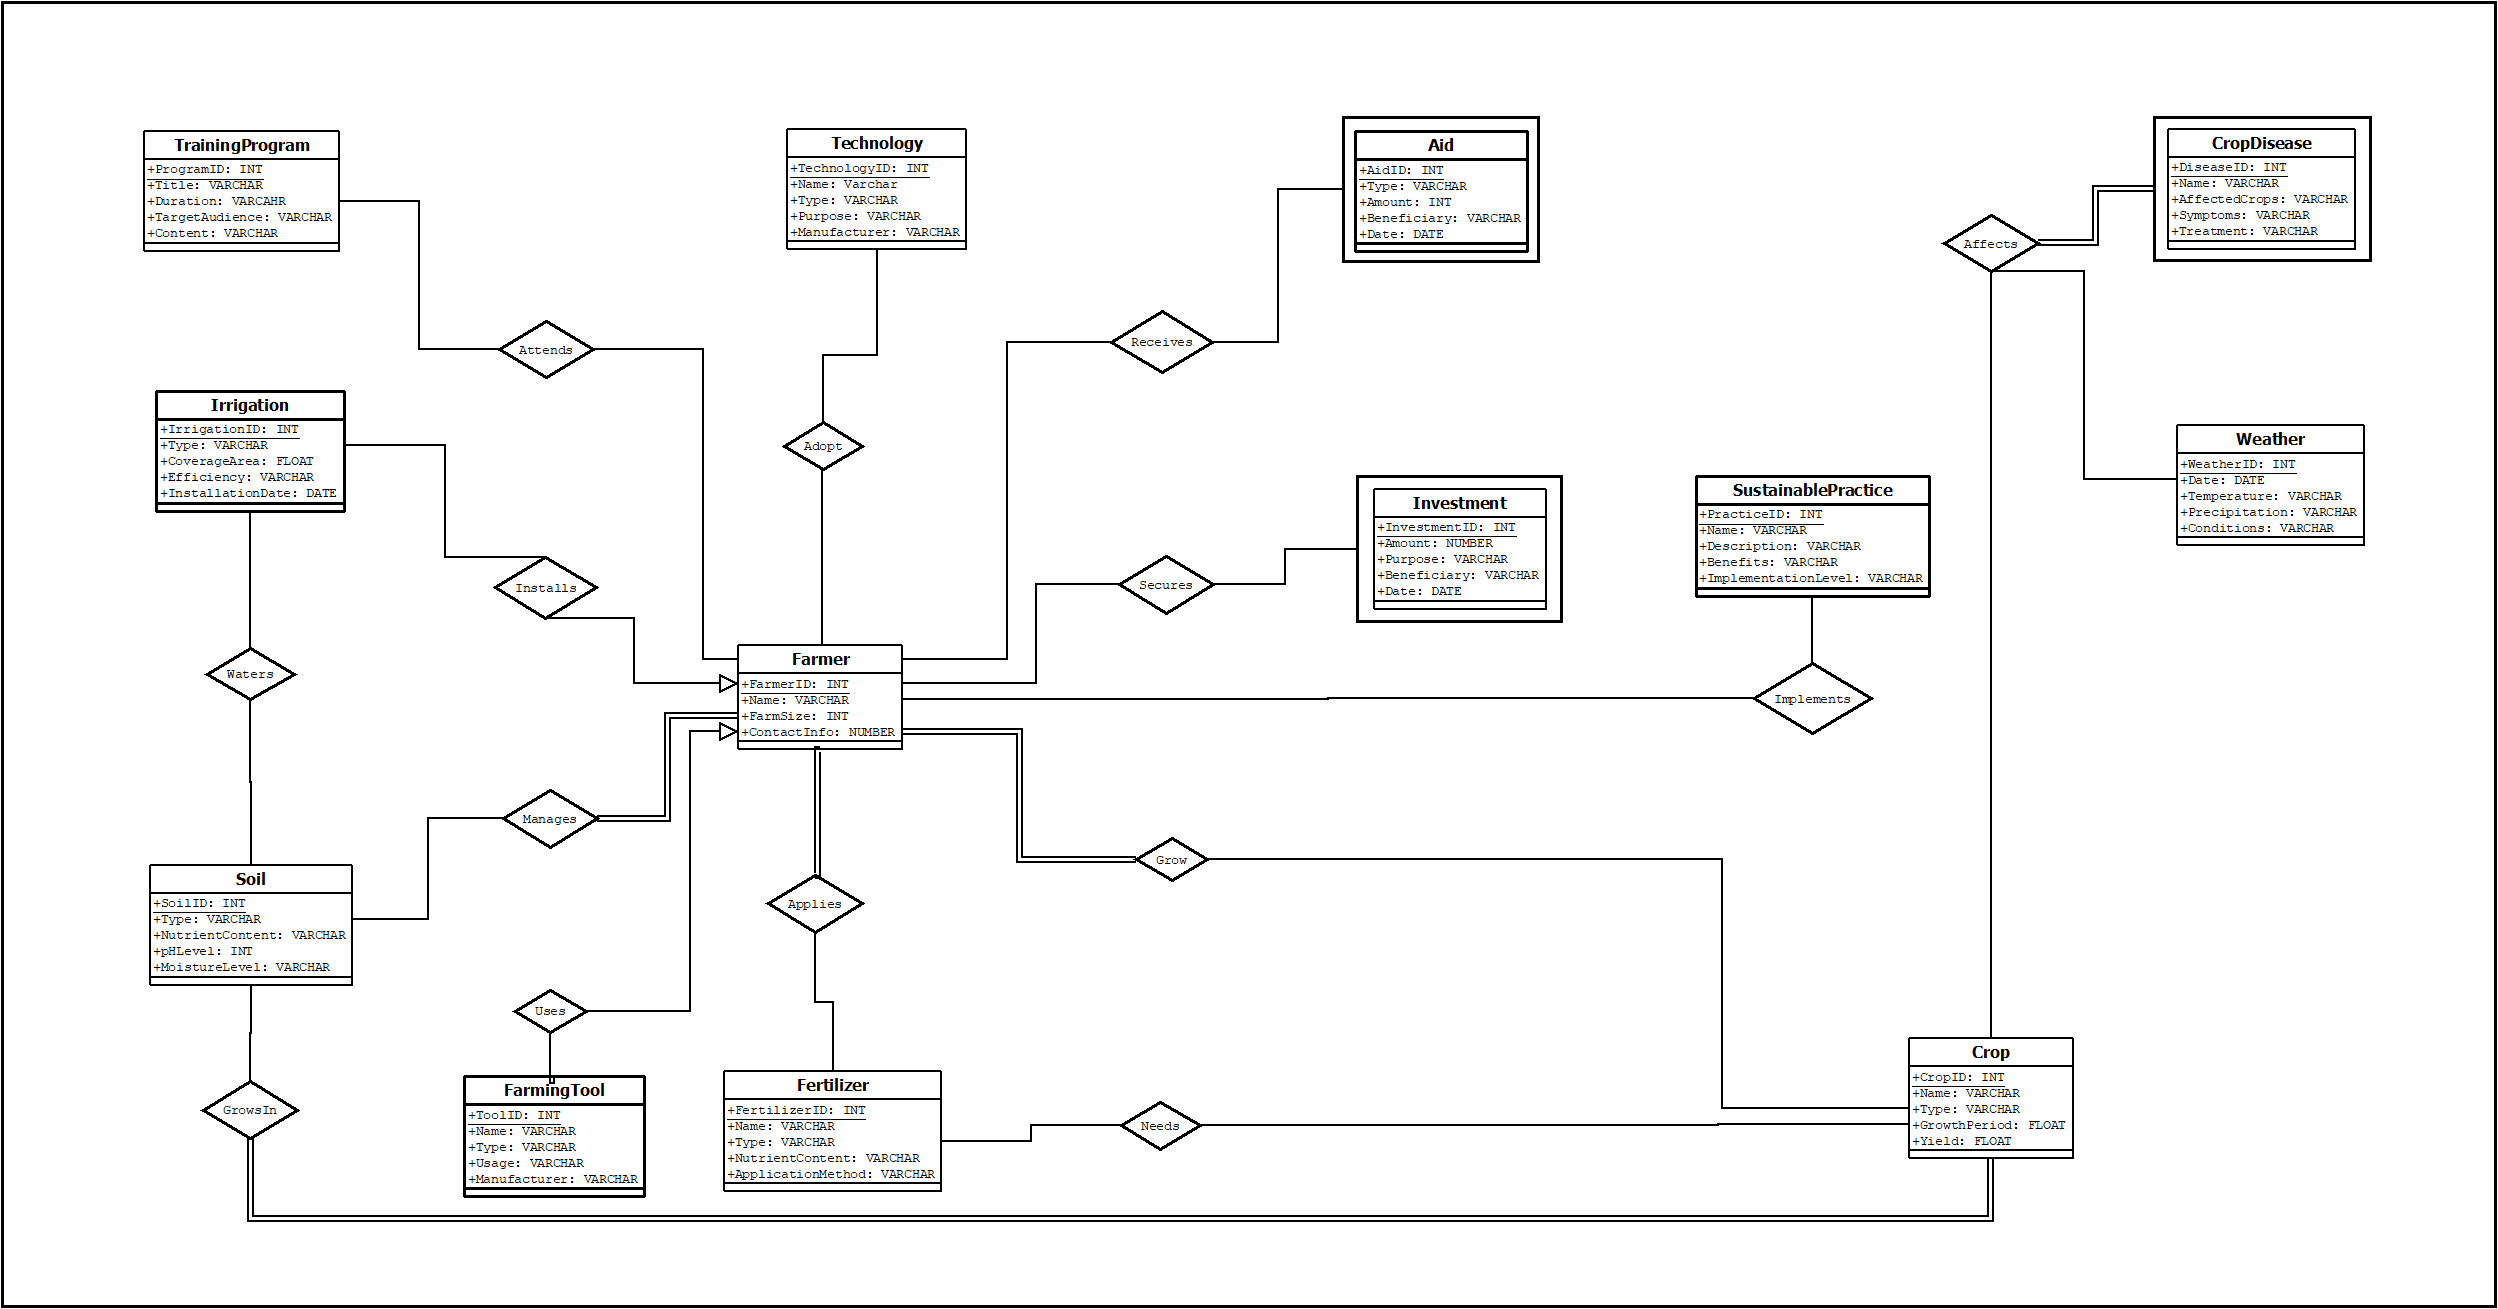 TrainingProgram
+ProgramID: INT
+Title: VARCHAR
+Duration: VARCAHR
+TargetAudience: VARCHAR
+Content: VARCHAR
Technology
+TechnologyID: INT
+Name: Varchar
+Type: VARCHAR
+Purpose: VARCHAR
+Manufacturer: VARCHAR
Aid
+AidID: INT
+Type: VARCHAR
+Amount: INT
+Beneficiary: VARCHAR
+Date: DATE
CropDisease
+DiseaseID: INT
+Name: VARCHAR
+AffectedCrops: VARCHAR
+Symptoms: VARCHAR
+Treatment: VARCHAR
Affects
Attends
Receives
Adopt
Irrigation
+IrrigationID: INT
+Type: VARCHAR
+CoverageArea: FLOAT
+Efficiency: VARCHAR
+InstallationDate: DATE
Weather
+WeatherID: INT
+Date: DATE
+Temperature: VARCHAR
+Precipitation: VARCHAR
+Conditions: VARCHAR
Investment
+InvestmentID: INT
+Amount: NUMBER
+Purpose: VARCHAR
+Beneficiary: VARCHAR
+Date: DATE
SustainablePractice
+PracticeID: INT
+Name: VARCHAR
+Description: VARCHAR
+Benefits: VARCHAR
+ImplementationLevel: VARCHAR
Installs
Secures
Waters
Farmer
+FarmerID: INT
+Name: VARCHAR
+FarmSize: INT
+ContactInfo: NUMBER
Implements
Manages
Grow
Applies
Soil
+SoilID: INT
+Type: VARCHAR
+NutrientContent: VARCHAR
+pHLevel: INT
+MoistureLevel: VARCHAR
Uses
GrowsIn
FarmingTool
+ToolID: INT
+Name: VARCHAR
+Type: VARCHAR
+Usage: VARCHAR
+Manufacturer: VARCHAR
Fertilizer
+FertilizerID: INT
+Name: VARCHAR
+Type: VARCHAR
+NutrientContent: VARCHAR
+ApplicationMethod: VARCHAR
Needs
Crop
+CropID: INT
+Name: VARCHAR
+Type: VARCHAR
+GrowthPeriod: FLOAT
+Yield: FLOAT